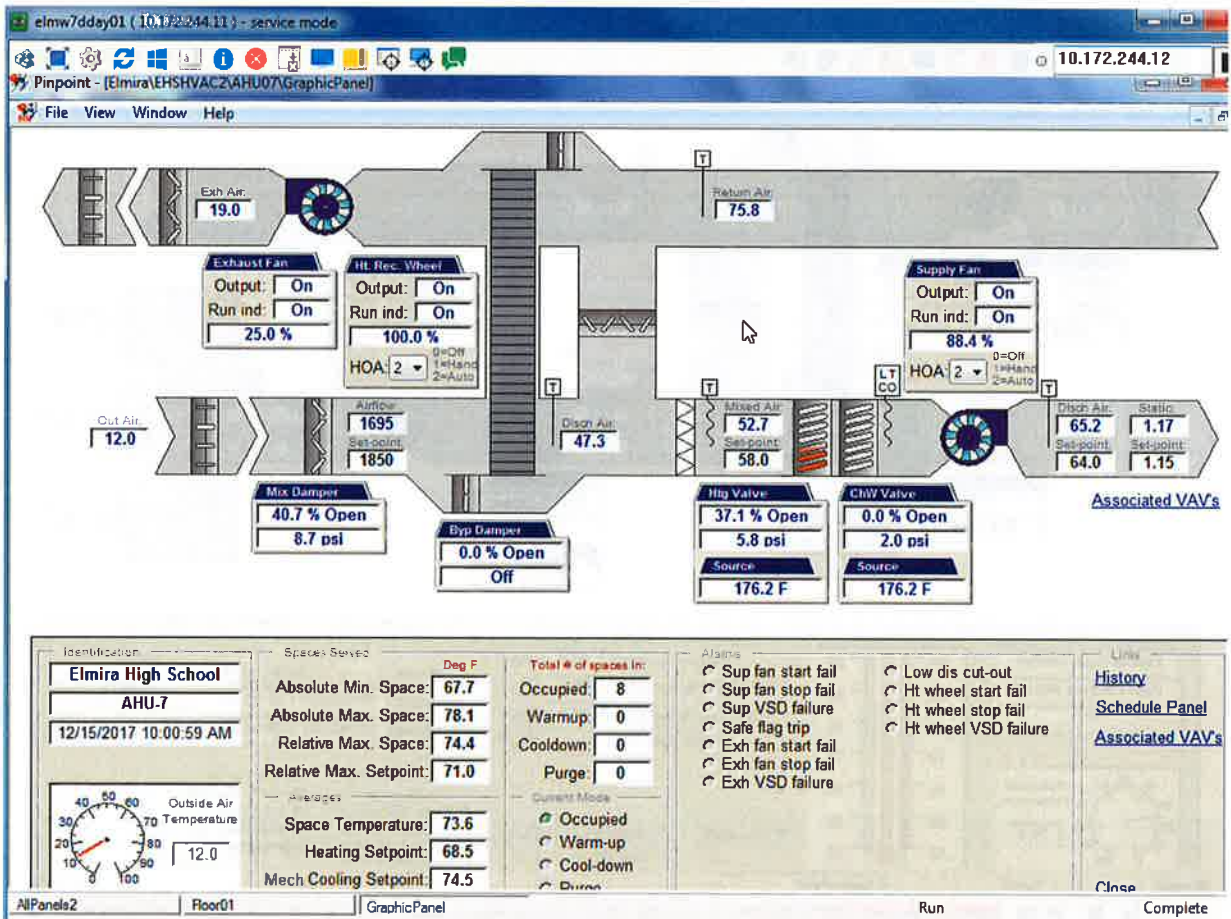 elmw7dday01 ( 10.172.244.11 ) - service mode
10.172.244.12
Pinpoint - [Elmira\EHSHVAC2\AHU07\GraphicPanel]
File View Window Help
Exh Air:
19.0
Return Air:
75.8
Exhaust Fan
Output: On
Run ind: On
25.0 %
Ht. Rec. Wheel
Output: On
Run ind: On
100.0 %
HOA: 2
0=Off
1=Hand
2=Auto
Supply Fan
Output: On
Run ind: On
88.4 %
HOA: 2
0=Off
1=Hand
2=Auto
T
T
T
T
LT
CO
Out Air:
12.0
Airflow
1695
Set-point:
1850
Disch Air:
47.3
Mixed Air:
52.7
Set-point:
58.0
Disch Air:
65.2
Set-point:
64.0
Static:
1.17
Set-point:
1.15
Associated VAV's
Mix Damper
40.7 % Open
8.7 psi
Byp Damper
0.0 % Open
Off
Htg Valve
37.1 % Open
5.8 psi
Source
176.2 F
ChW Valve
0.0 % Open
2.0 psi
Source
176.2 F
Identification
Elmira High School
AHU-7
12/15/2017 10:00:59 AM
Outside Air
Temperature
12.0
0 10 20 30 40 50 60 70 80 90 100
Spaces Served
Deg F
Absolute Min. Space: 67.7
Absolute Max. Space: 78.1
Relative Max. Space: 74.4
Relative Max. Setpoint: 71.0
Averages
Space Temperature: 73.6
Heating Setpoint: 68.5
Mech Cooling Setpoint: 74.5
Total # of spaces in:
Occupied: 8
Warmup: 0
Cooldown: 0
Purge: 0
Current Mode
Occupied
Warm-up
Cool-down
Purge
Alarms
Sup fan start fail
Sup fan stop fail
Sup VSD failure
Safe flag trip
Exh fan start fail
Exh fan stop fail
Exh VSD failure
Low dis cut-out
Ht wheel start fail
Ht wheel stop fail
Ht wheel VSD failure
Links
History
Schedule Panel
Associated VAV's
Close
AllPanels2
Floor01
GraphicPanel
Run
Complete